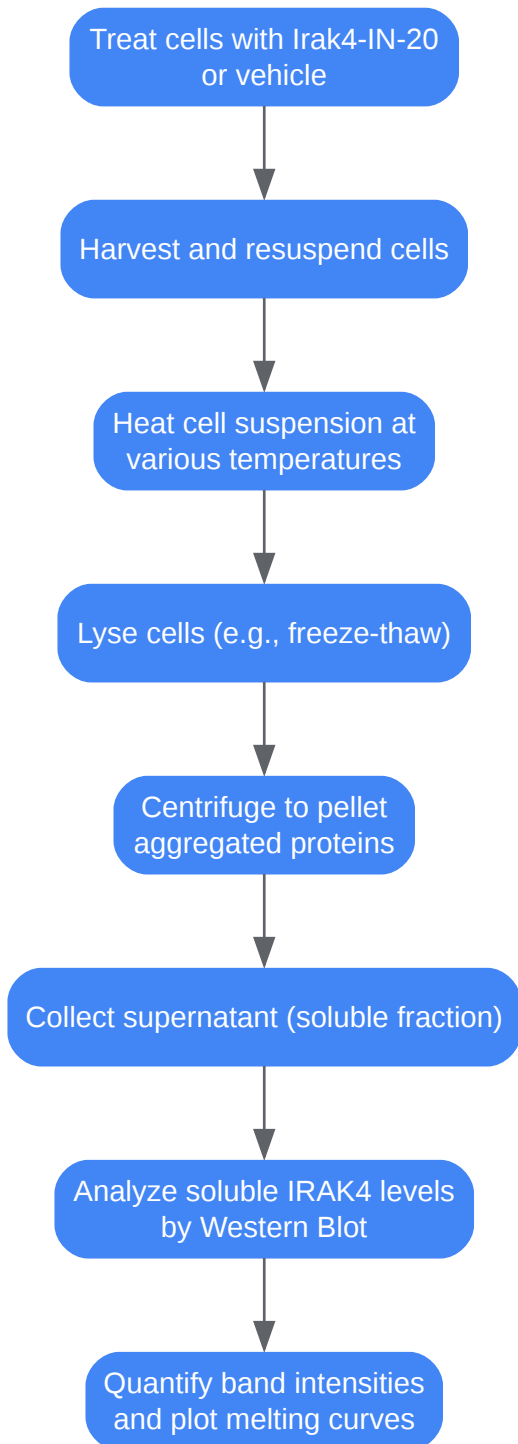 Treat cells with Irak4-IN-20
or vehicle
Harvest and resuspend cells
Heat cell suspension at
various temperatures
Lyse cells (e.g., freeze-thaw)
Centrifuge to pellet
aggregated proteins
Collect supernatant (soluble fraction)
Analyze soluble IRAK4 levels
by Western Blot
Quantify band intensities
and plot melting curves